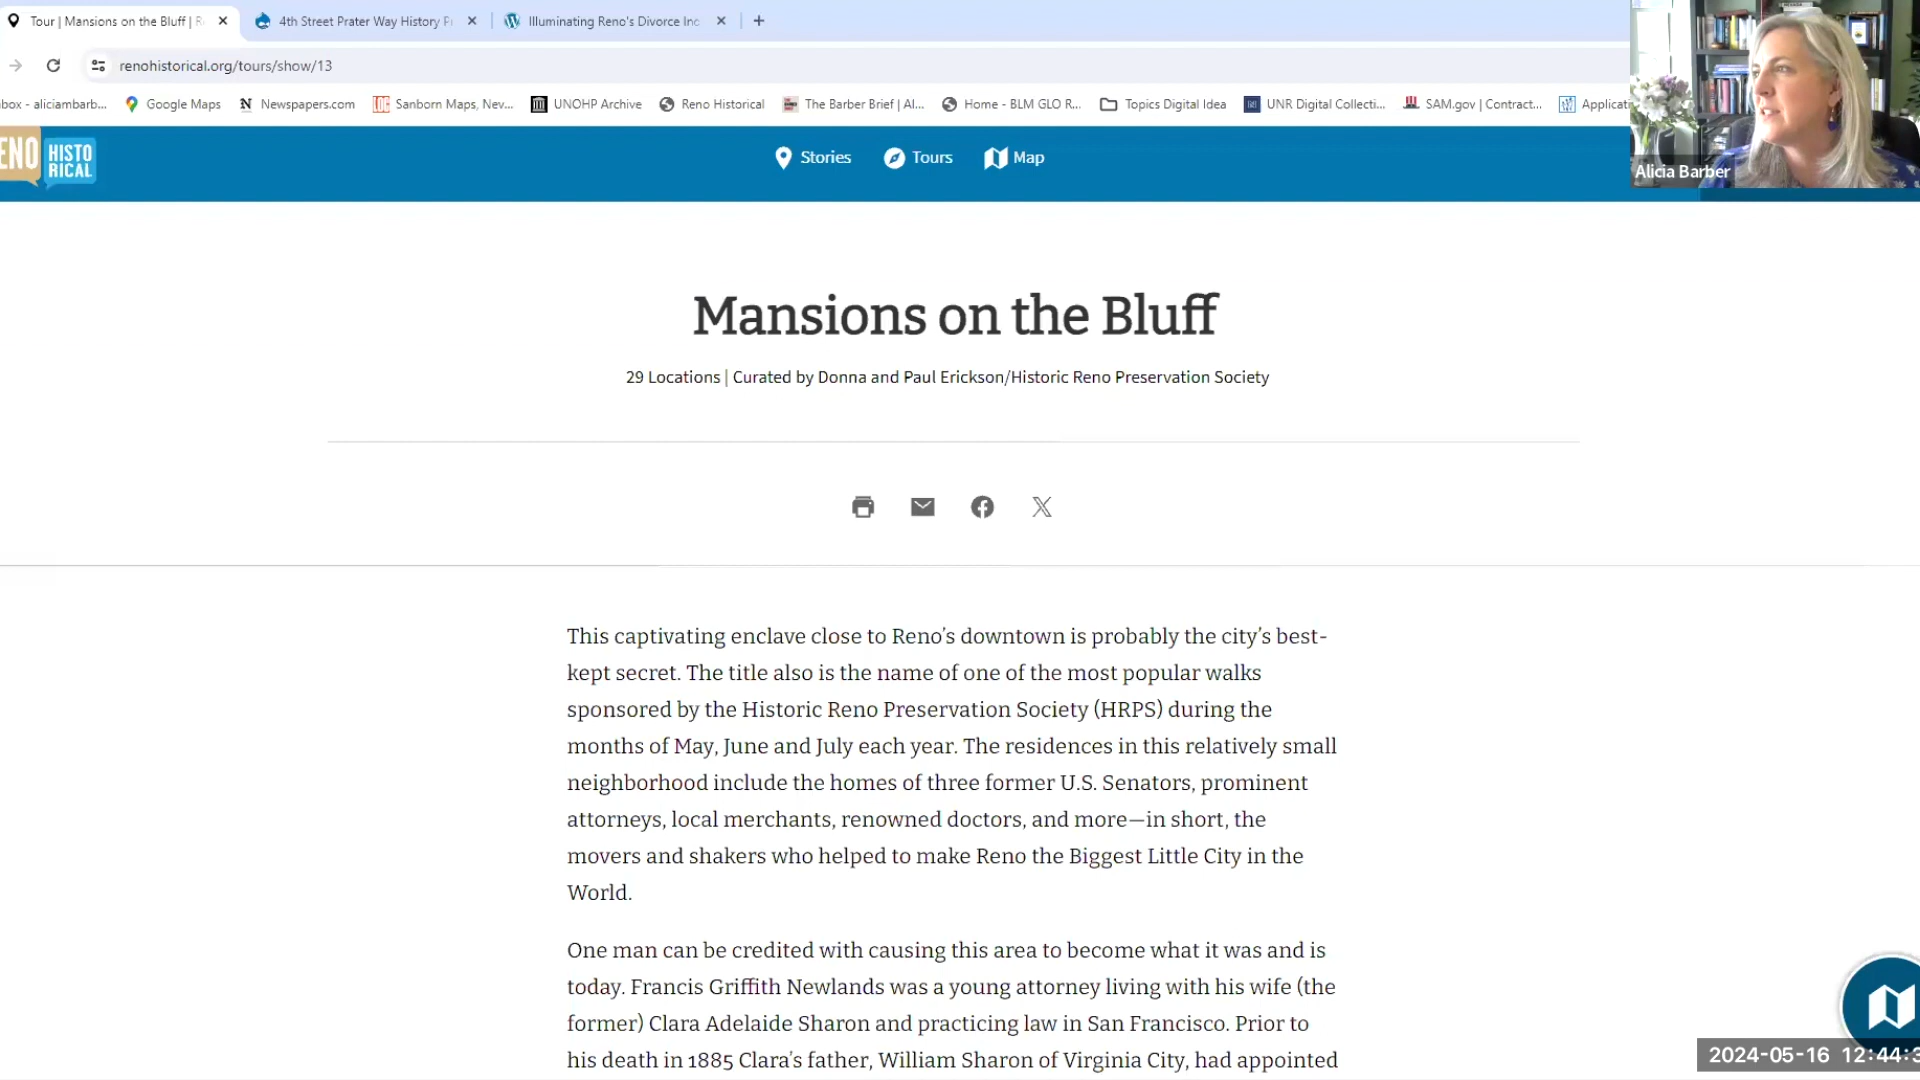 Tour | Mansions on the Bluff | R
4th Street Prater Way History P
Illuminating Reno's Divorce Ind
renohistorical.org/tours/show/13
box - aliciambarb...
Google Maps
Newspapers.com
Sanborn Maps, Nev...
UNOHP Archive
Reno Historical
The Barber Brief | Al...
Home - BLM GLO R...
Topics Digital Idea
UNR Digital Collecti...
SAM.gov | Contract...
Applicati
ENO
HISTO
RICAL
Stories
Tours
Map
Alicia Barber
Mansions on the Bluff
29 Locations | Curated by Donna and Paul Erickson/Historic Reno Preservation Society
This captivating enclave close to Reno’s downtown is probably the city’s best-
kept secret. The title also is the name of one of the most popular walks
sponsored by the Historic Reno Preservation Society (HRPS) during the
months of May, June and July each year. The residences in this relatively small
neighborhood include the homes of three former U.S. Senators, prominent
attorneys, local merchants, renowned doctors, and more—in short, the
movers and shakers who helped to make Reno the Biggest Little City in the
World.
One man can be credited with causing this area to become what it was and is
today. Francis Griffith Newlands was a young attorney living with his wife (the
former) Clara Adelaide Sharon and practicing law in San Francisco. Prior to
his death in 1885 Clara’s father, William Sharon of Virginia City, had appointed
2024-05-16 12:44:3